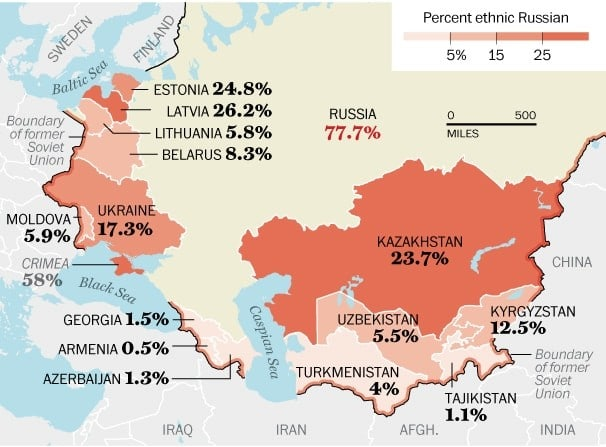 Percent ethnic Russian
5% 15 25
SWEDEN
FINLAND
Baltic Sea
ESTONIA 24.8%
LATVIA 26.2%
LITHUANIA 5.8%
BELARUS 8.3%
RUSSIA
77.7%
0 500
MILES
Boundary
of former
Soviet
Union
UKRAINE
17.3%
MOLDOVA
5.9%
CRIMEA
58%
Black Sea
KAZAKHSTAN
23.7%
CHINA
GEORGIA 1.5%
ARMENIA 0.5%
AZERBAIJAN 1.3%
Caspian Sea
UZBEKISTAN
5.5%
KYRGYZSTAN
12.5%
TURKMENISTAN
4%
TAJIKISTAN
1.1%
Boundary
of former
Soviet
Union
IRAQ
IRAN
AFGH.
INDIA